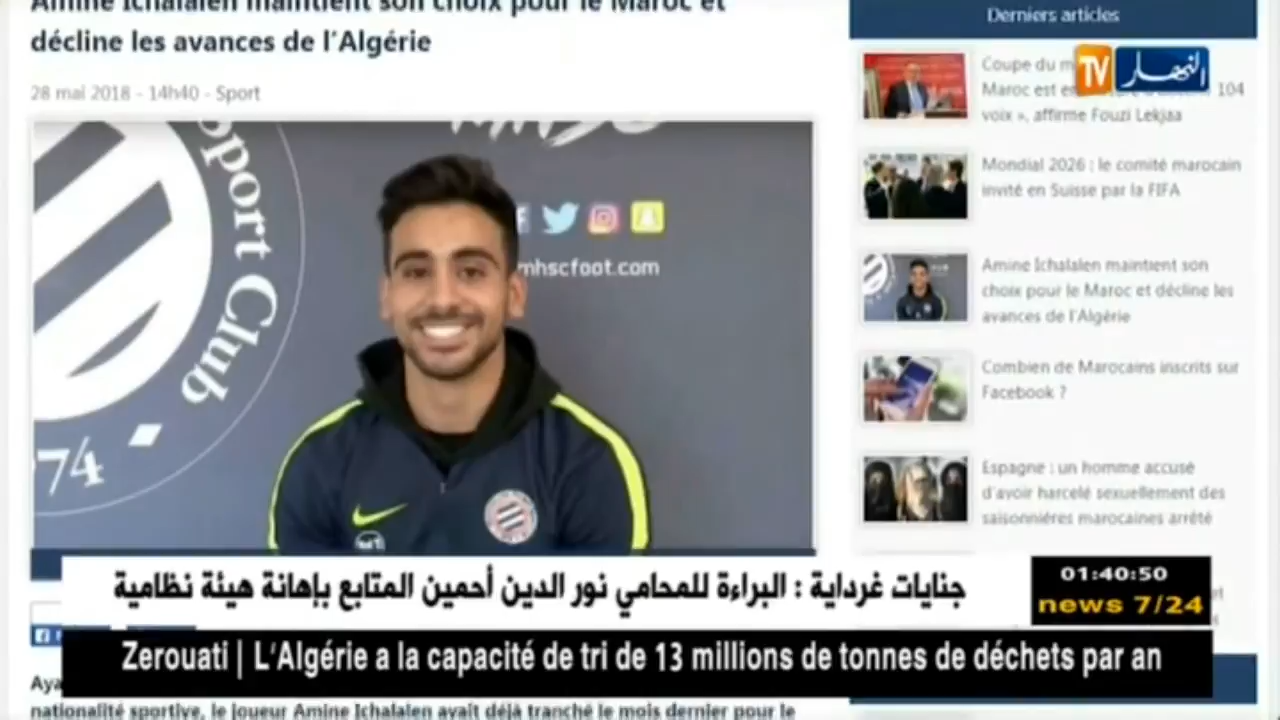 Amine Ichalalen maintient son choix pour le Maroc et
décline les avances de l'Algérie
28 mai 2018 - 14h40 - Sport
port Club
74
MHSC
mhscfoot.com
Derniers articles
TV النهار
Coupe du
Maroc est 104
voix », affirme Fouzi Lekjaa
Mondial 2026 : le comité marocain
invité en Suisse par la FIFA
Amine Ichalalen maintient son
choix pour le Maroc et décline les
avances de l'Algérie
Combien de Marocains inscrits sur
Facebook ?
Espagne : un homme accusé
d'avoir harcelé sexuellement des
saisonnières marocaines arrêté
جنايات غرداية : البراءة للمحامي نور الدين أحمين المتابع بإهانة هيئة نظامية
01:40:50
news 7/24
Zerouati | L'Algérie a la capacité de tri de 13 millions de tonnes de déchets par an
Aya
nationalité sportive, le joueur Amine Ichalalen avait déjà tranché le mois dernier pour le